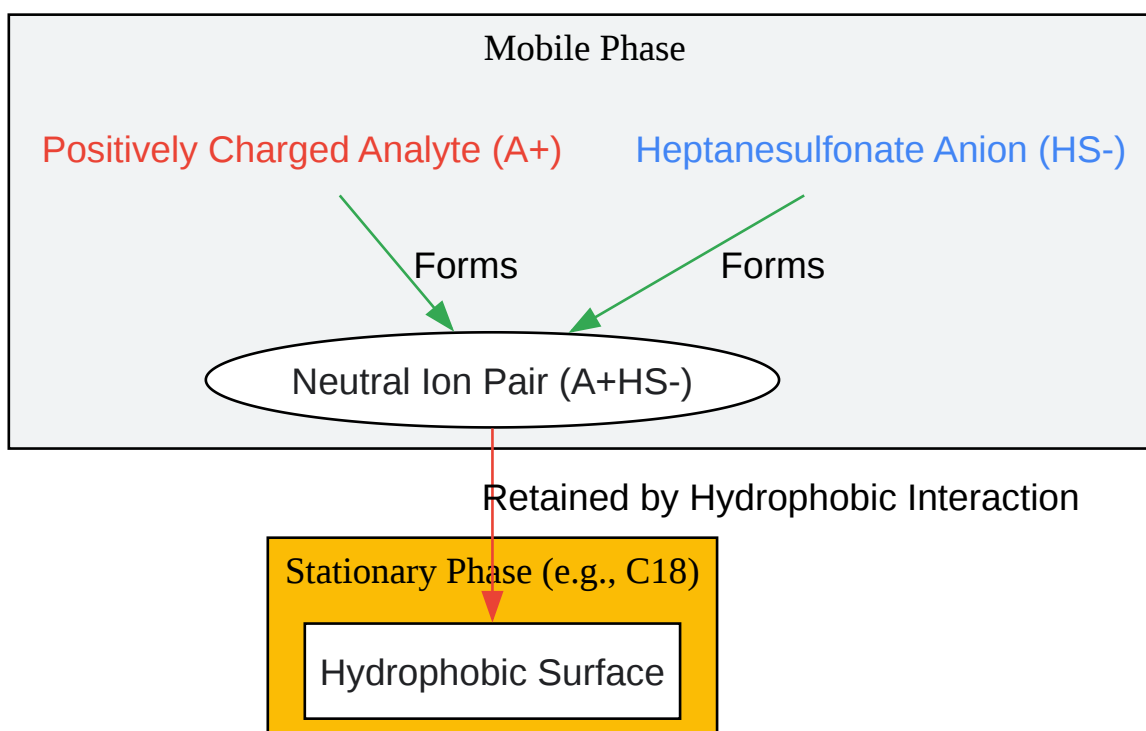 Mobile Phase
Positively Charged Analyte (A+)
Heptanesulfonate Anion (HS-)
Forms
Forms
Neutral Ion Pair (A+HS-)
Retained by Hydrophobic Interaction
Stationary Phase (e.g., C18)
Hydrophobic Surface